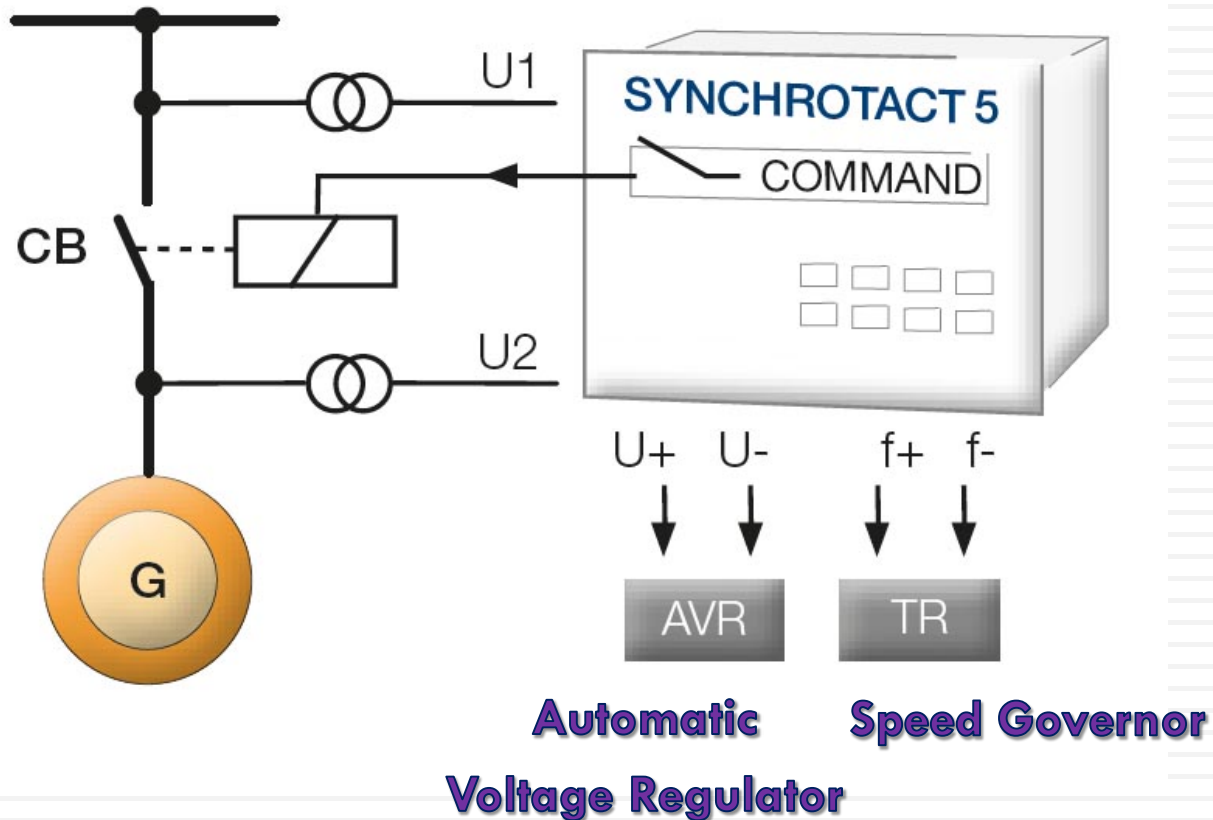 U1
SYNCHROTACT 5
COMMAND
CB
U2
U+ U- f+ f-
G
AVR TR
Automatic Speed Governor
Voltage Regulator